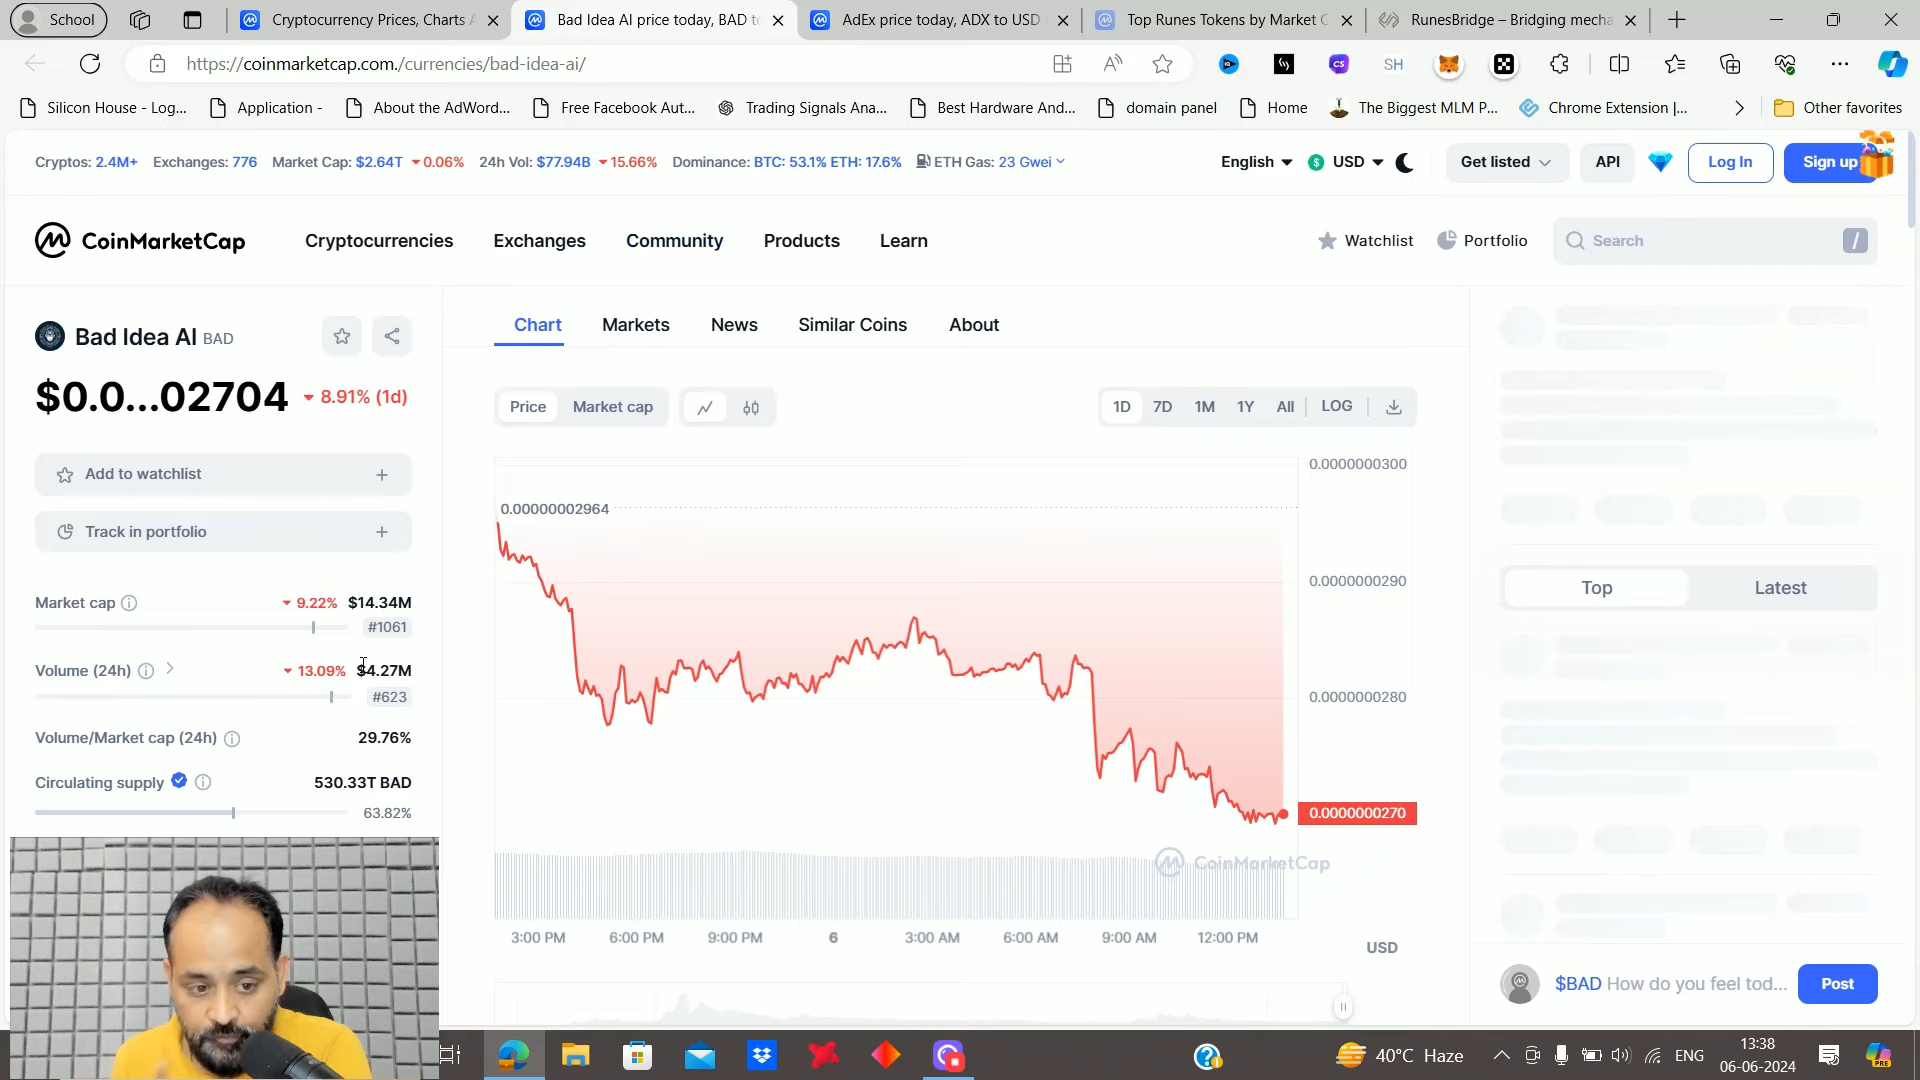 School
Cryptocurrency Prices, Charts A
Bad Idea AI price today, BAD to
AdEx price today, ADX to USD
Top Runes Tokens by Market C
RunesBridge – Bridging mecha
https://coinmarketcap.com./currencies/bad-idea-ai/
CS
SH
Silicon House - Log...
Application -
About the AdWord...
Free Facebook Aut...
Trading Signals Ana...
Best Hardware And...
domain panel
Home
The Biggest MLM P...
Chrome Extension |...
Other favorites
Cryptos: 2.4M+ Exchanges: 776 Market Cap: $2.64T 0.06% 24h Vol: $77.94B 15.66% Dominance: BTC: 53.1% ETH: 17.6% ETH Gas: 23 Gwei
English
USD
Get listed
API
Log In
Sign up
CoinMarketCap
Cryptocurrencies
Exchanges
Community
Products
Learn
Watchlist
Portfolio
Search
/
Bad Idea AI BAD
$0.0...02704 8.91% (1d)
Add to watchlist +
Track in portfolio +
Market cap 9.22% $14.34M
#1061
Volume (24h) 13.09% $4.27M
#623
Volume/Market cap (24h) 29.76%
Circulating supply 530.33T BAD
63.82%
Chart
Markets
News
Similar Coins
About
Price
Market cap
1D
7D
1M
1Y
All
LOG
0.00000002964
0.0000000300
0.0000000290
0.0000000280
0.0000000270
CoinMarketCap
3:00 PM
6:00 PM
9:00 PM
6
3:00 AM
6:00 AM
9:00 AM
12:00 PM
USD
Top
Latest
$BAD How do you feel tod...
Post
40°C Haze
ENG
13:38
06-06-2024
PRE